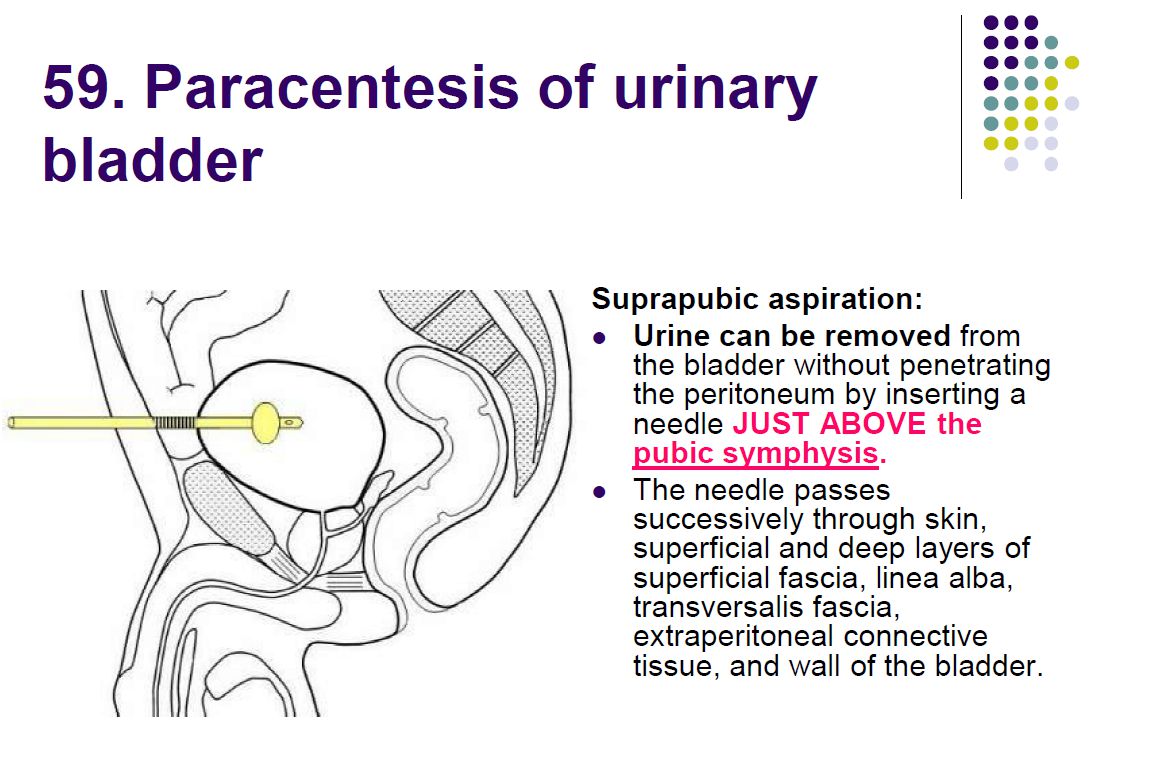 59. Paracentesis of urinary
bladder
Suprapubic aspiration:
Urine can be removed from
the bladder without penetrating
the peritoneum by inserting a
needle JUST ABOVE the
pubic symphysis.
The needle passes
successively through skin,
superficial and deep layers of
superficial fascia, linea alba,
transversalis fascia,
extraperitoneal connective
tissue, and wall of the bladder.